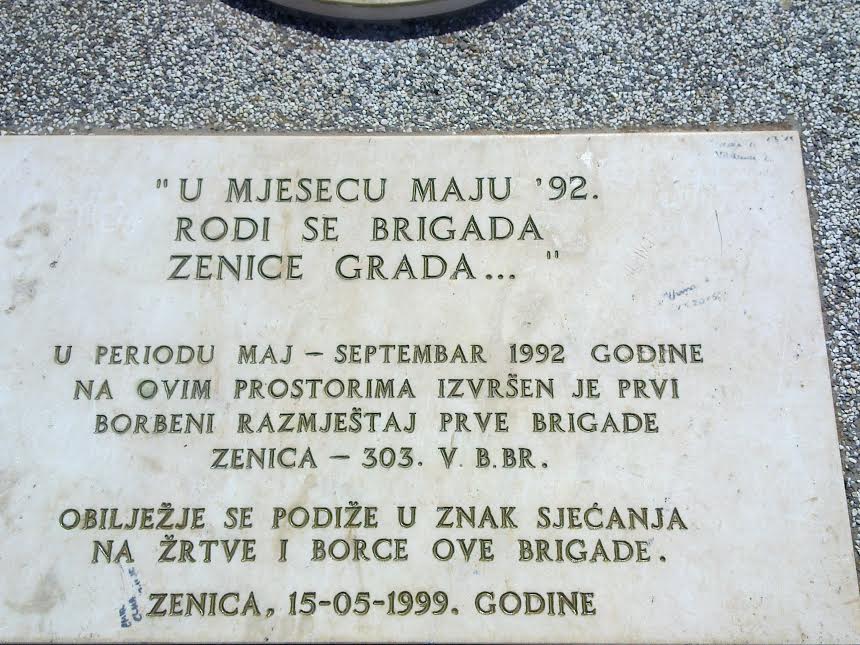 "U MJESECU MAJU '92.
RODI SE BRIGADA
ZENICE GRADA... "
U PERIODU MAJ – SEPTEMBAR 1992 GODINE
NA OVIM PROSTORIMA IZVRŠEN JE PRVI
BORBENI RAZMJEŠTAJ PRVE BRIGADE
ZENICA – 303. V. B.BR.
OBILJEŽJE SE PODIŽE U ZNAK SJEĆANJA
NA ŽRTVE I BORCE OVE BRIGADE.
ZENICA, 15-05-1999. GODINE